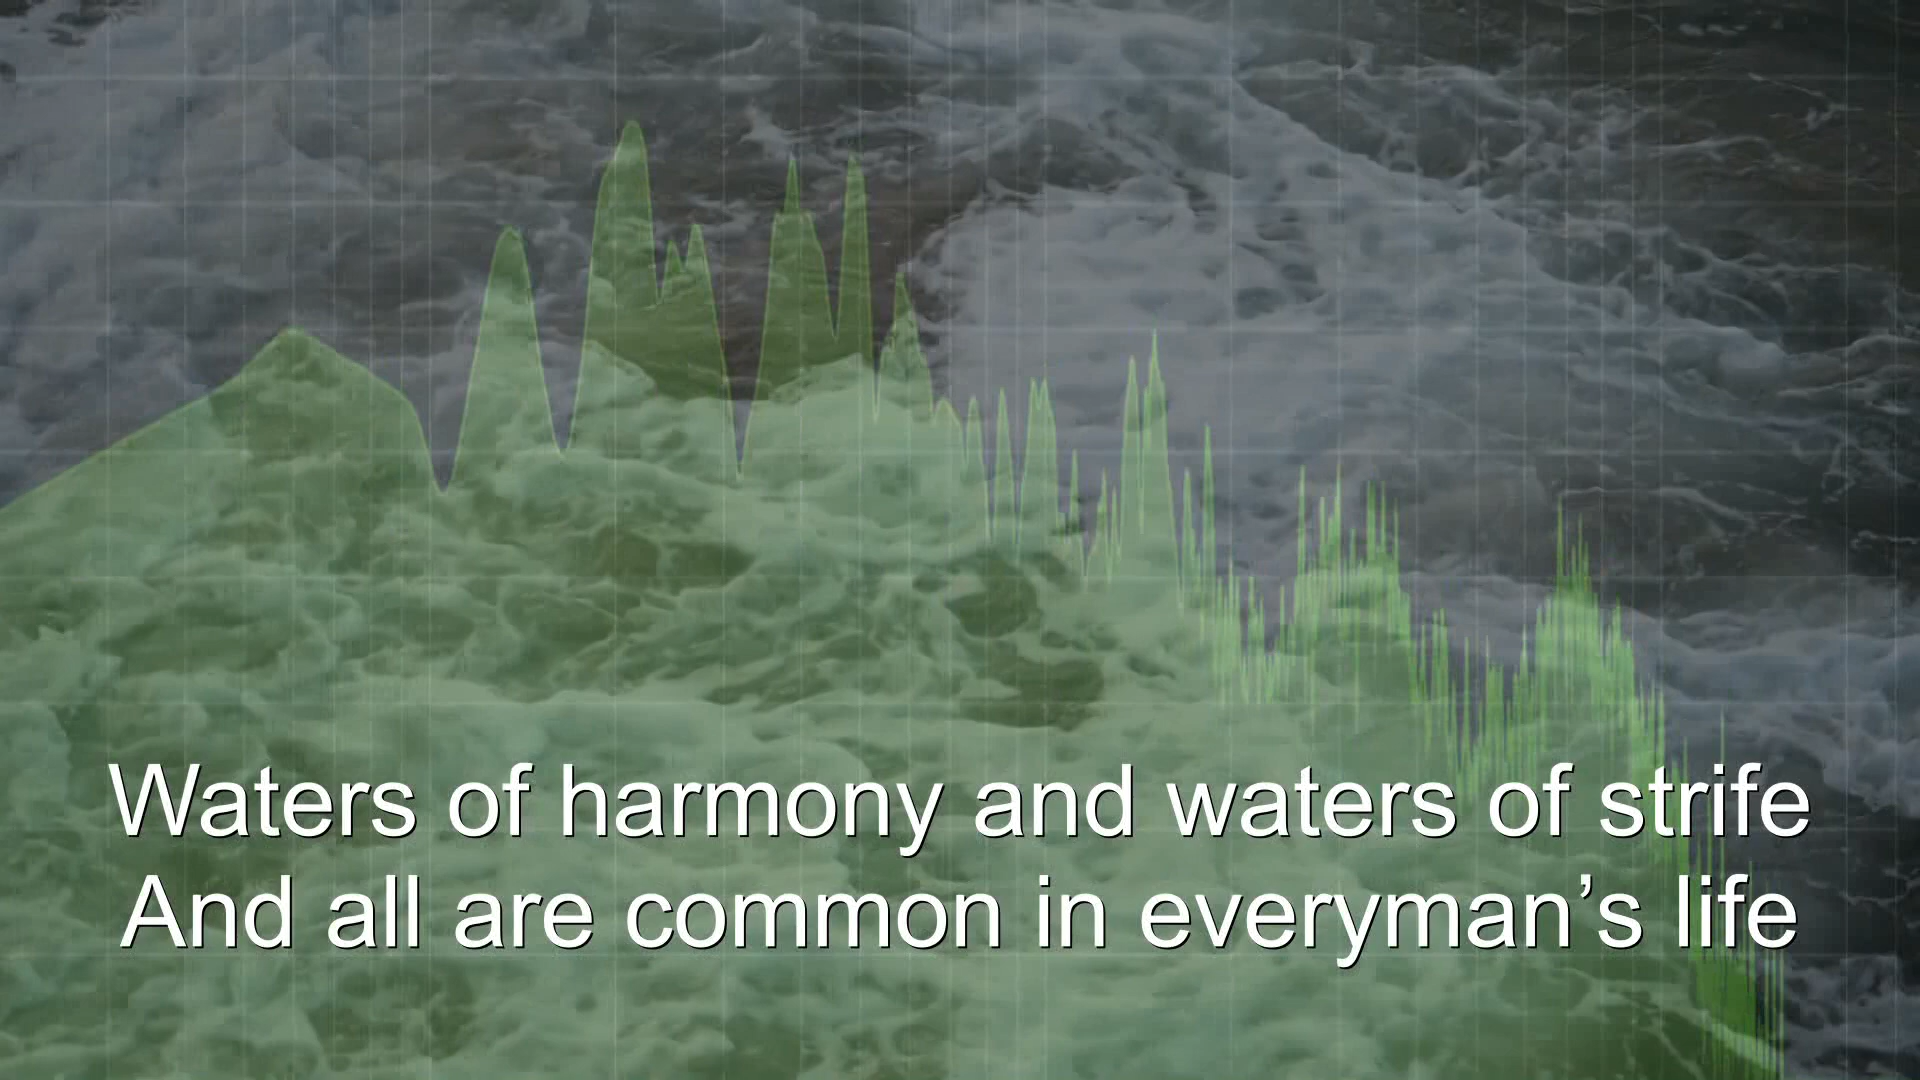 Waters of harmony and waters of strife
And all are common in everyman’s life